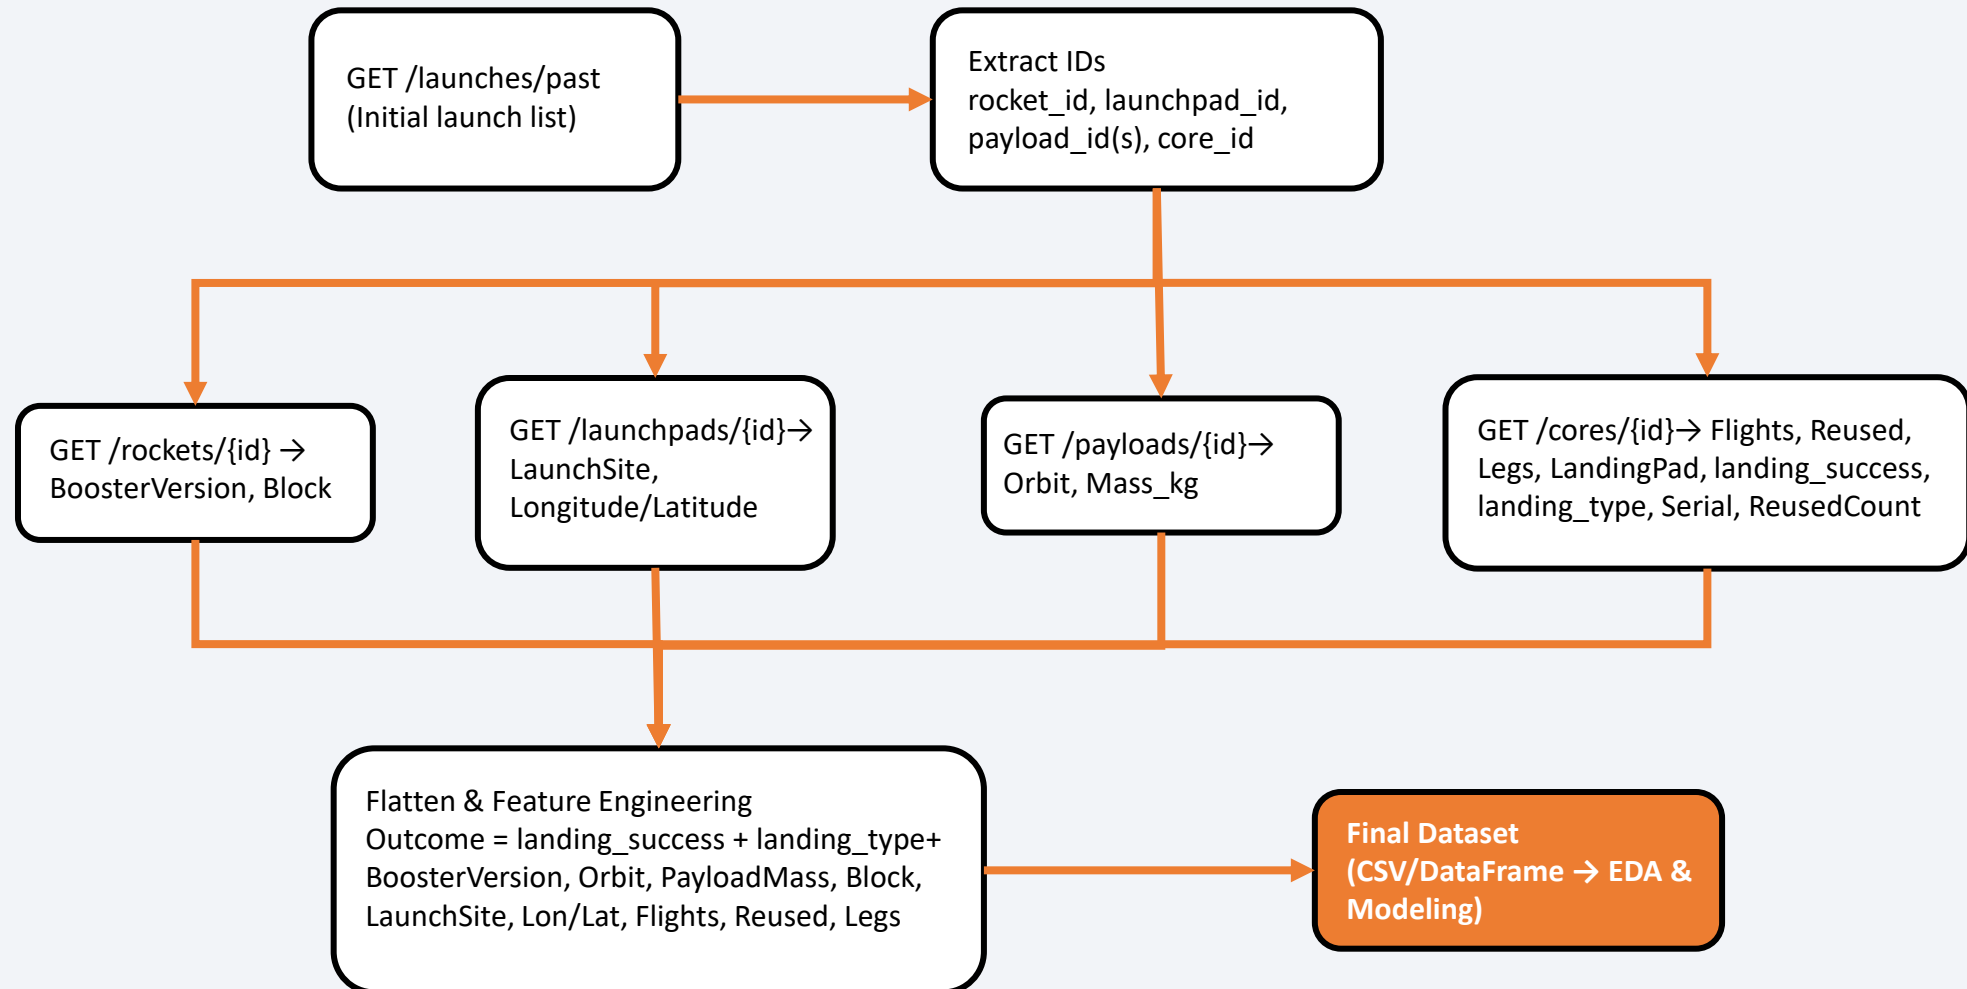 GET /launches/past
(Initial launch list)
Extract IDs
rocket_id, launchpad_id,
payload_id(s), core_id
GET /rockets/{id} →
BoosterVersion, Block
GET /launchpads/{id}→
LaunchSite,
Longitude/Latitude
GET /payloads/{id}→
Orbit, Mass_kg
GET /cores/{id}→ Flights, Reused,
Legs, LandingPad, landing_success,
landing_type, Serial, ReusedCount
Flatten & Feature Engineering
Outcome = landing_success + landing_type+
BoosterVersion, Orbit, PayloadMass, Block,
LaunchSite, Lon/Lat, Flights, Reused, Legs
Final Dataset
(CSV/DataFrame → EDA &
Modeling)